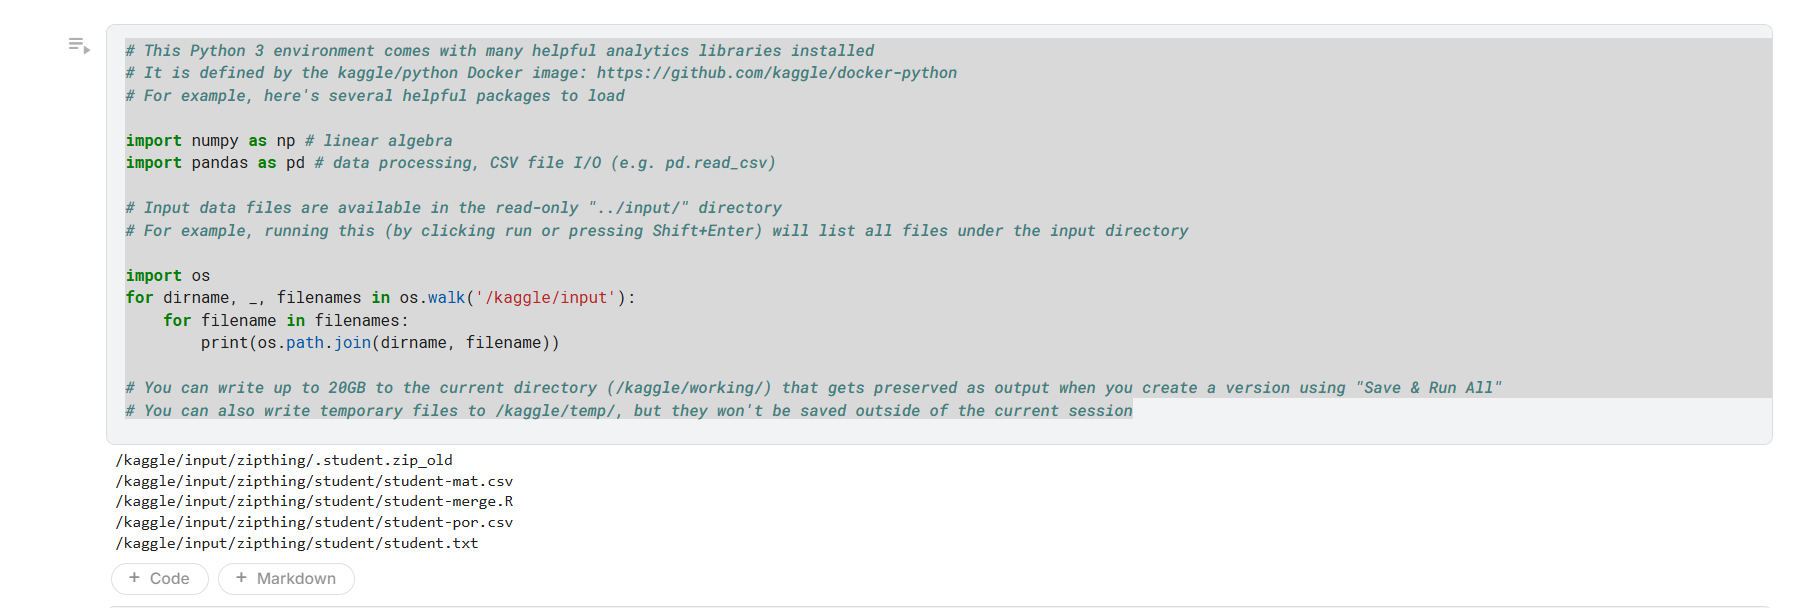 # This Python 3 environment comes with many helpful analytics libraries installed
# It is defined by the kaggle/python Docker image: https://github.com/kaggle/docker-python
# For example, here's several helpful packages to load
import numpy as np # linear algebra
import pandas as pd # data processing, CSV file I/O (e.g. pd.read_csv)
# Input data files are available in the read-only "../input/" directory
# For example, running this (by clicking run or pressing Shift+Enter) will list all files under the input directory
import os
for dirname, _, filenames in os.walk('/kaggle/input'):
    for filename in filenames:
        print(os.path.join(dirname, filename))
# You can write up to 20GB to the current directory (/kaggle/working/) that gets preserved as output when you create a version using "Save & Run All"
# You can also write temporary files to /kaggle/temp/, but they won't be saved outside of the current session
/kaggle/input/zipthing/.student.zip_old
/kaggle/input/zipthing/student/student-mat.csv
/kaggle/input/zipthing/student/student-merge.R
/kaggle/input/zipthing/student/student-por.csv
/kaggle/input/zipthing/student/student.txt
+ Code + Markdown